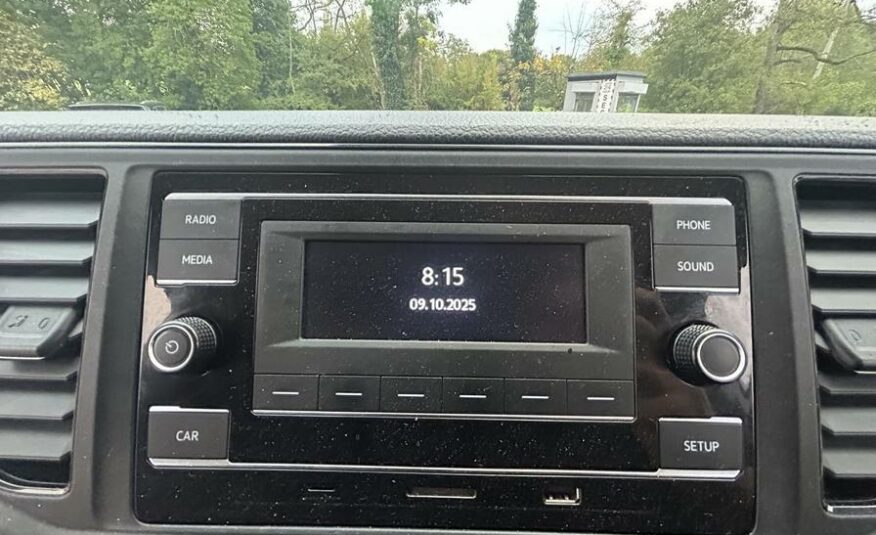 RADIO
MEDIA
PHONE
SOUND
8:15
09.10.2025
CAR
SETUP